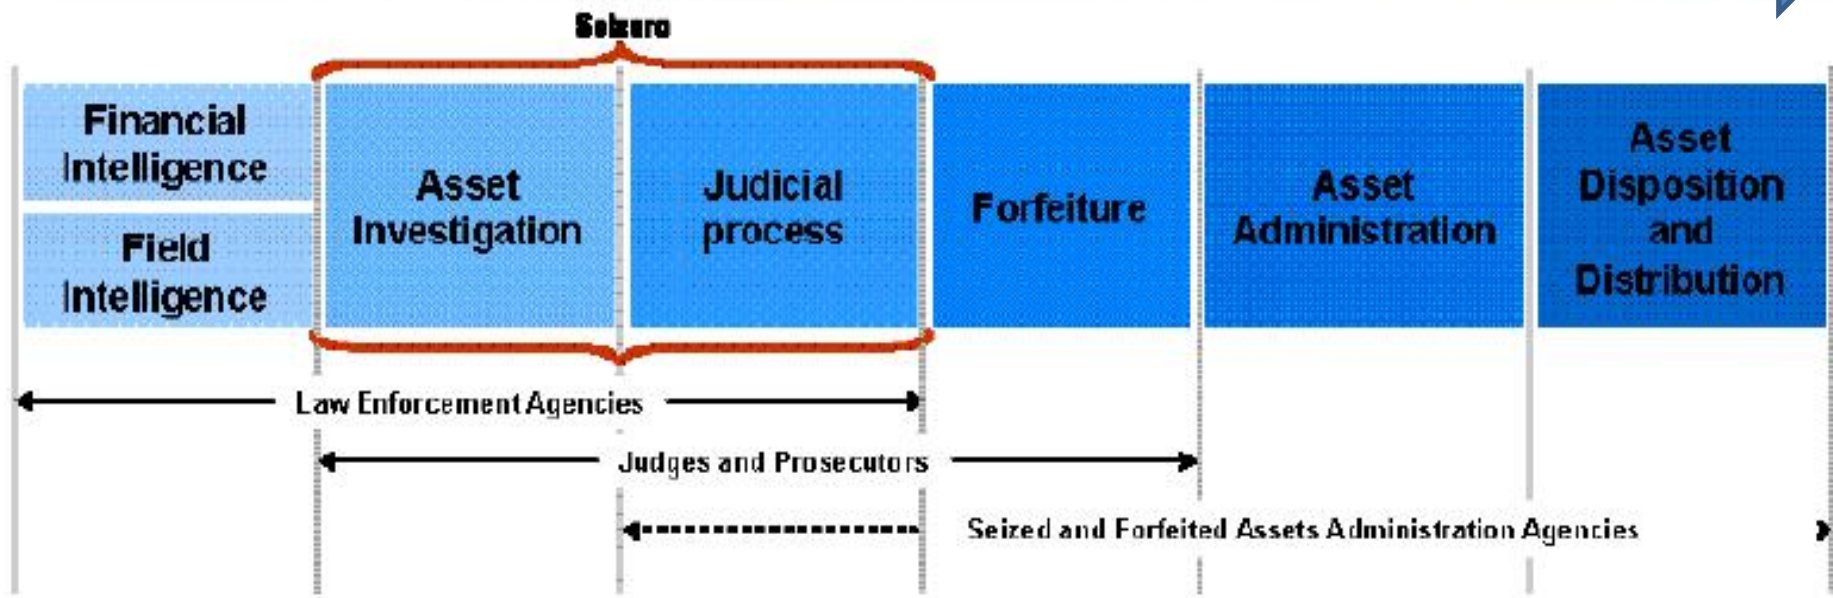 Seizure
Financial
Intelligence
Field
Intelligence
Asset
Investigation
Judicial
process
Forfeiture
Asset
Administration
Asset
Disposition
and
Distribution
Law Enforcement Agencies
Judges and Prosecutors
Seized and Forfeited Assets Administration Agencies